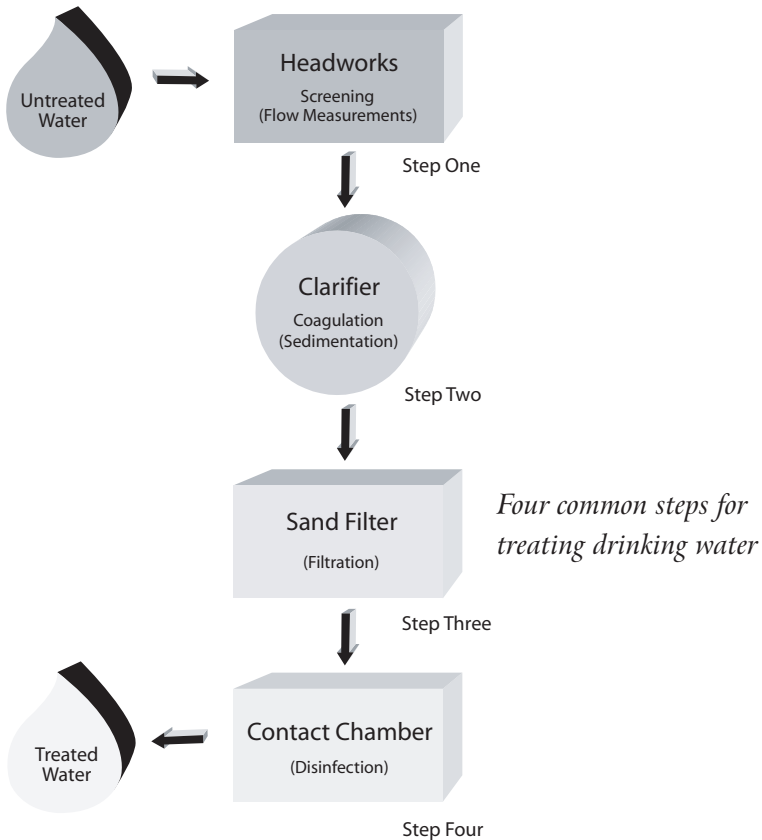 Untreated
Water
Headworks
Screening
(Flow Measurements)
Step One
Clarifier
Coagulation
(Sedimentation)
Step Two
Sand Filter
(Filtration)
Four common steps for
treating drinking water
Step Three
Contact Chamber
(Disinfection)
Treated
Water
Step Four